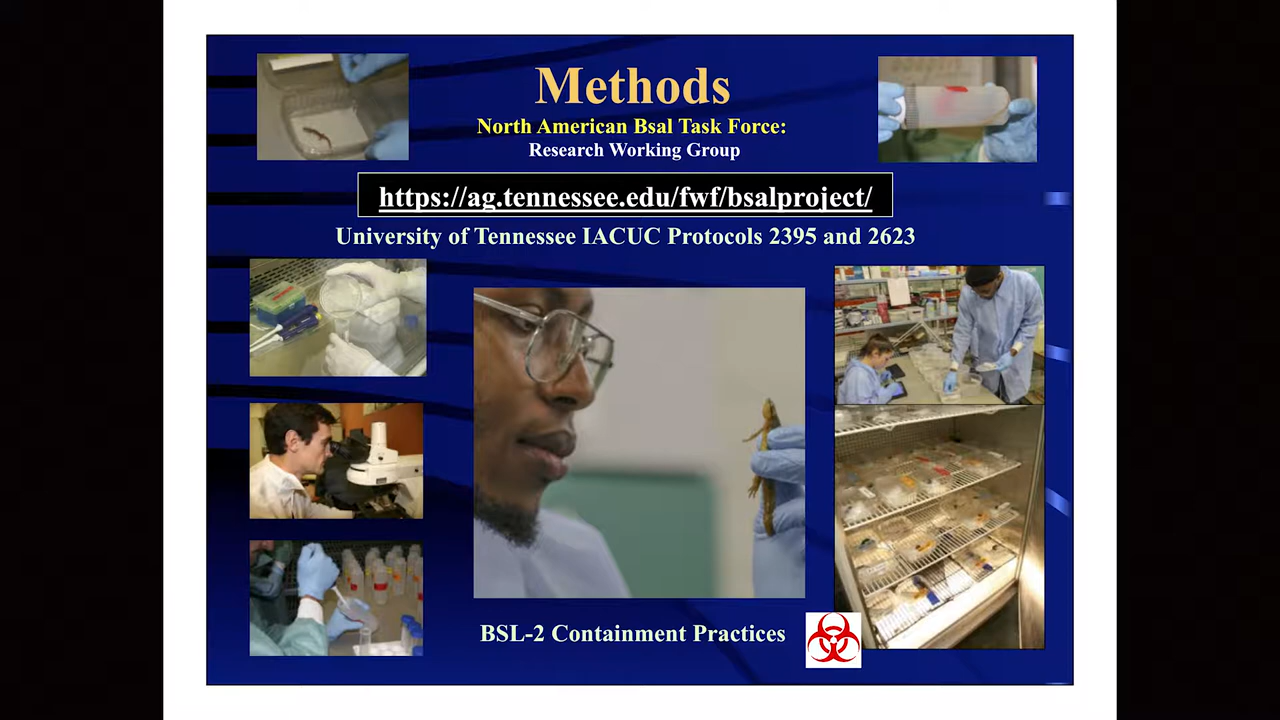 Methods
North American Bsal Task Force:
Research Working Group
https://ag.tennessee.edu/fwf/bsalproject/
University of Tennessee IACUC Protocols 2395 and 2623
BSL-2 Containment Practices